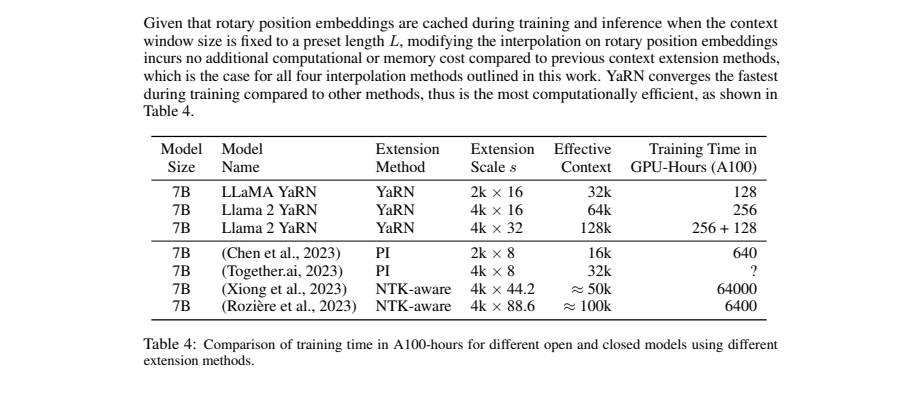 Given that rotary position embeddings are cached during training and inference when the context
window size is fixed to a preset length L, modifying the interpolation on rotary position embeddings
incurs no additional computational or memory cost compared to previous context extension methods,
which is the case for all four interpolation methods outlined in this work. YaRN converges the fastest
during training compared to other methods, thus is the most computationally efficient, as shown in
Table 4.
Model Model Extension Extension Effective Training Time in
Size Name Method Scale s Context GPU-Hours (A100)
7B LLaMA YaRN YaRN 2k × 16 32k 128
7B Llama 2 YaRN YaRN 4k × 16 64k 256
7B Llama 2 YaRN YaRN 4k × 32 128k 256 + 128
7B (Chen et al., 2023) PI 2k × 8 16k 640
7B (Together.ai, 2023) PI 4k × 8 32k ?
7B (Xiong et al., 2023) NTK-aware 4k × 44.2 ≈ 50k 64000
7B (Rozière et al., 2023) NTK-aware 4k × 88.6 ≈ 100k 6400
Table 4: Comparison of training time in A100-hours for different open and closed models using different
extension methods.